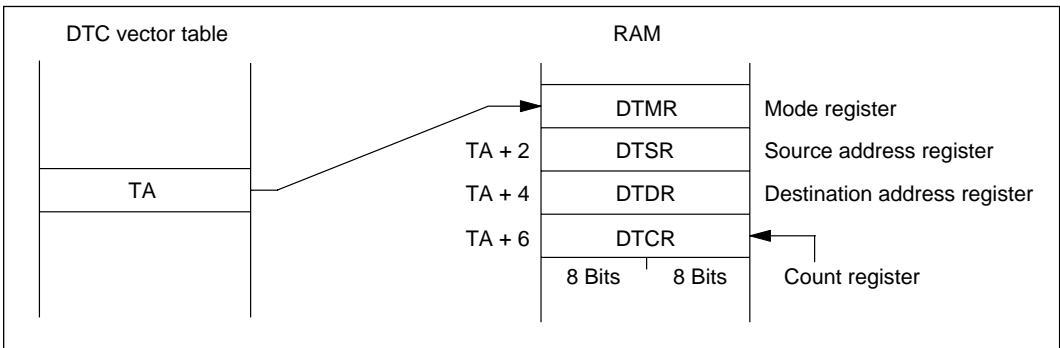 DTC vector table
RAM
DTMR Mode register
TA + 2 DTSR Source address register
TA TA + 4 DTDR Destination address register
TA + 6 DTCR
8 Bits 8 Bits Count register